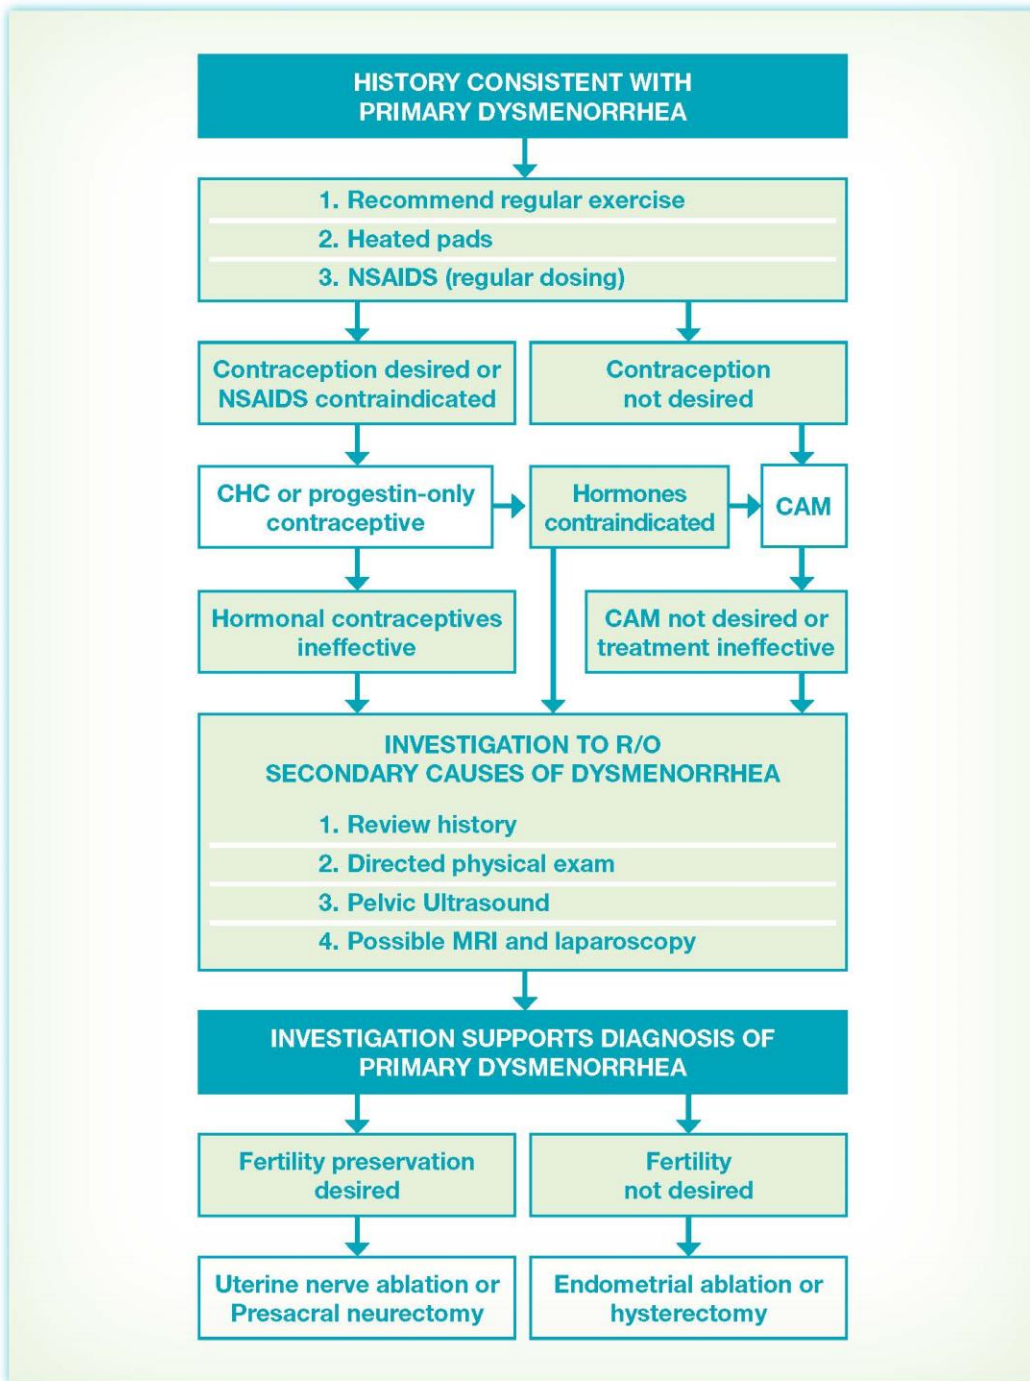 HISTORY CONSISTENT WITH
PRIMARY DYSMENORRHEA
1. Recommend regular exercise
2. Heated pads
3. NSAIDS (regular dosing)
Contraception desired or
NSAIDS contraindicated
Contraception
not desired
CHC or progestin-only
contraceptive
Hormones
contraindicated
CAM
Hormonal contraceptives
ineffective
CAM not desired or
treatment ineffective
INVESTIGATION TO R/O
SECONDARY CAUSES OF DYSMENORRHEA
1. Review history
2. Directed physical exam
3. Pelvic Ultrasound
4. Possible MRI and laparoscopy
INVESTIGATION SUPPORTS DIAGNOSIS OF
PRIMARY DYSMENORRHEA
Fertility preservation
desired
Fertility
not desired
Uterine nerve ablation or
Presacral neurectomy
Endometrial ablation or
hysterectomy